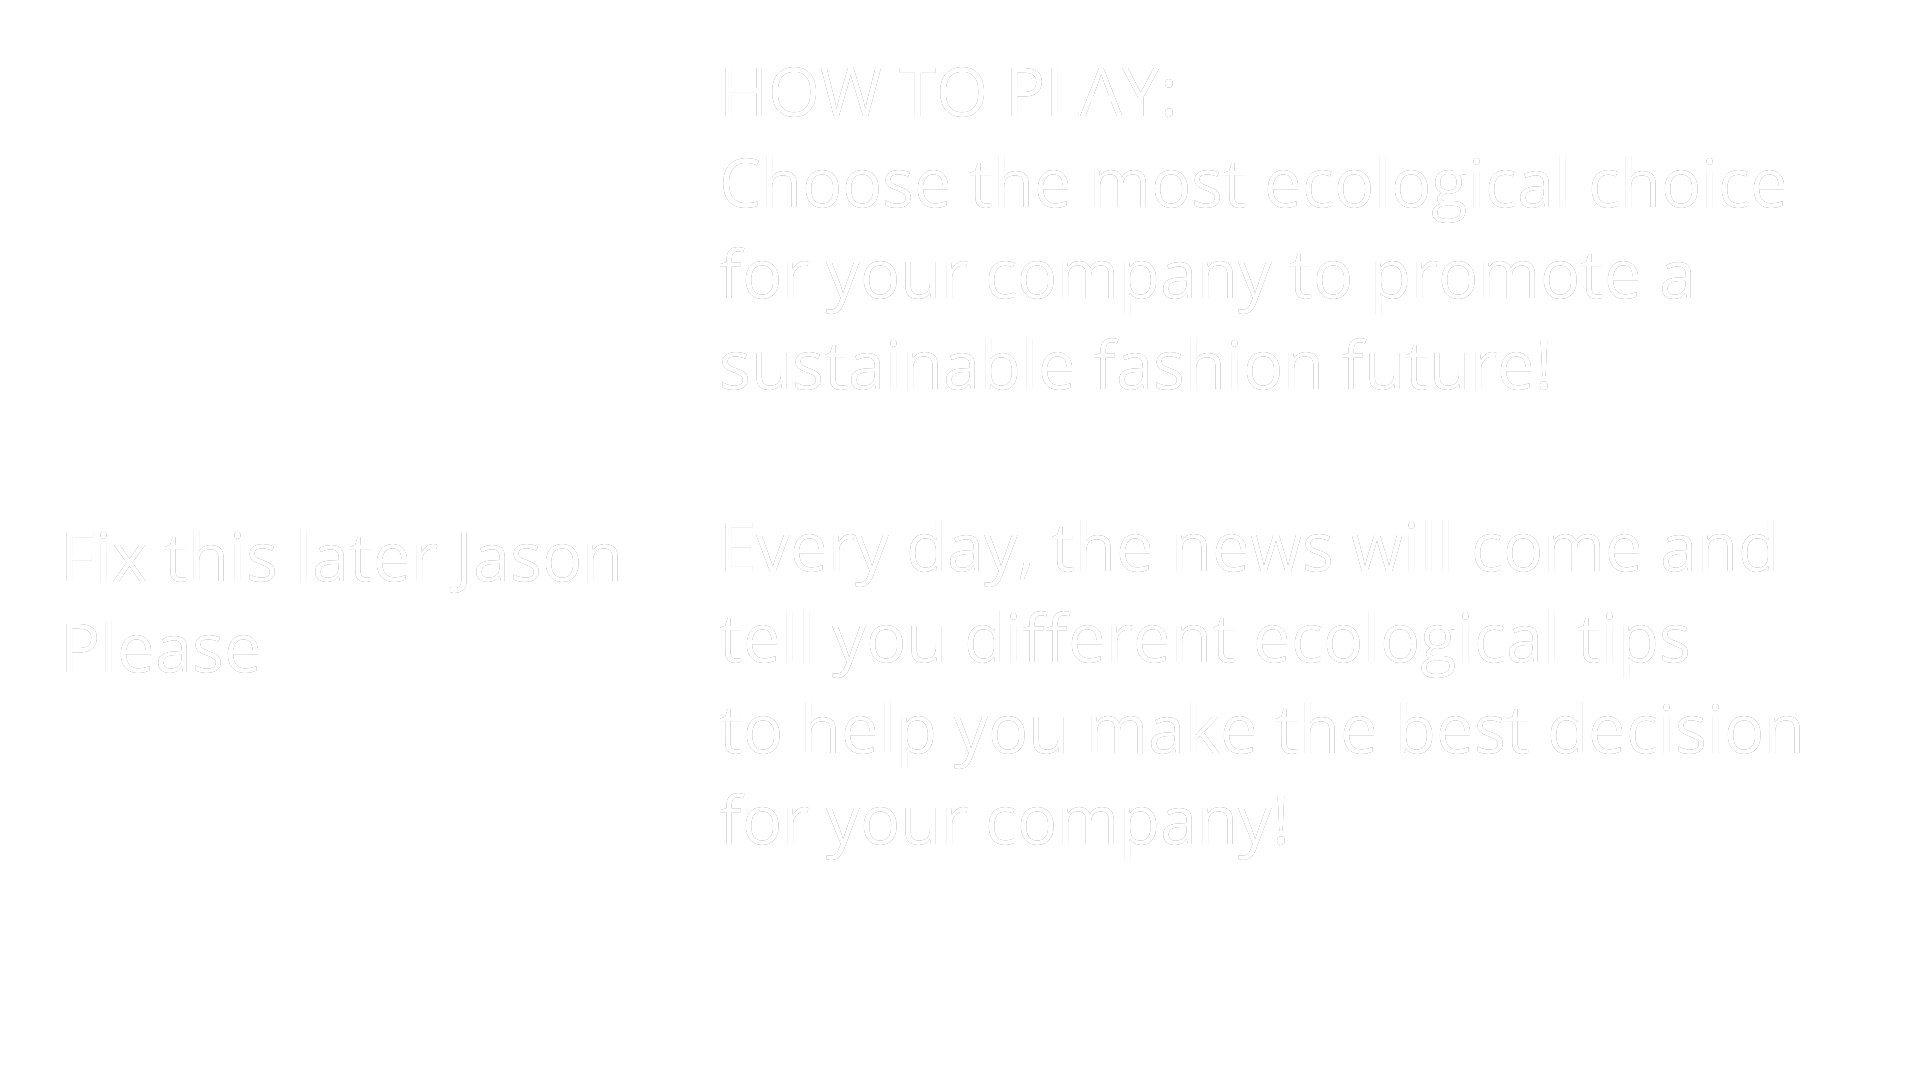 HOW TO PLAY:
Choose the most ecological choice
for your company to promote a
sustainable fashion future!
Every day, the news will come and
tell you different ecological tips
to help you make the best decision
for your company!
Fix this later Jason
Please